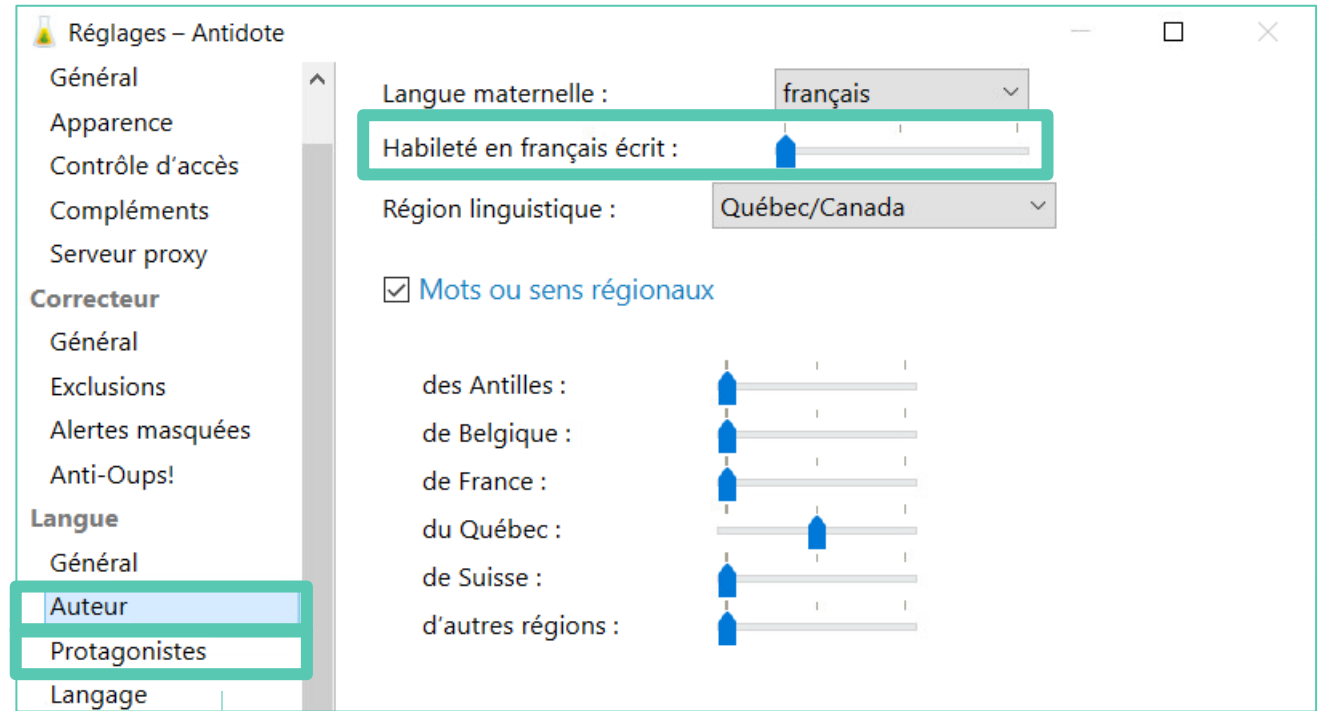 Réglages – Antidote
Général
Apparence
Contrôle d'accès
Compléments
Serveur proxy
Correcteur
Général
Exclusions
Alertes masquées
Anti-Oups!
Langue
Général
Auteur
Protagonistes
Langage
Langue maternelle : français
Habileté en français écrit :
Région linguistique : Québec/Canada
Mots ou sens régionaux
des Antilles :
de Belgique :
de France :
du Québec :
de Suisse :
d'autres régions :